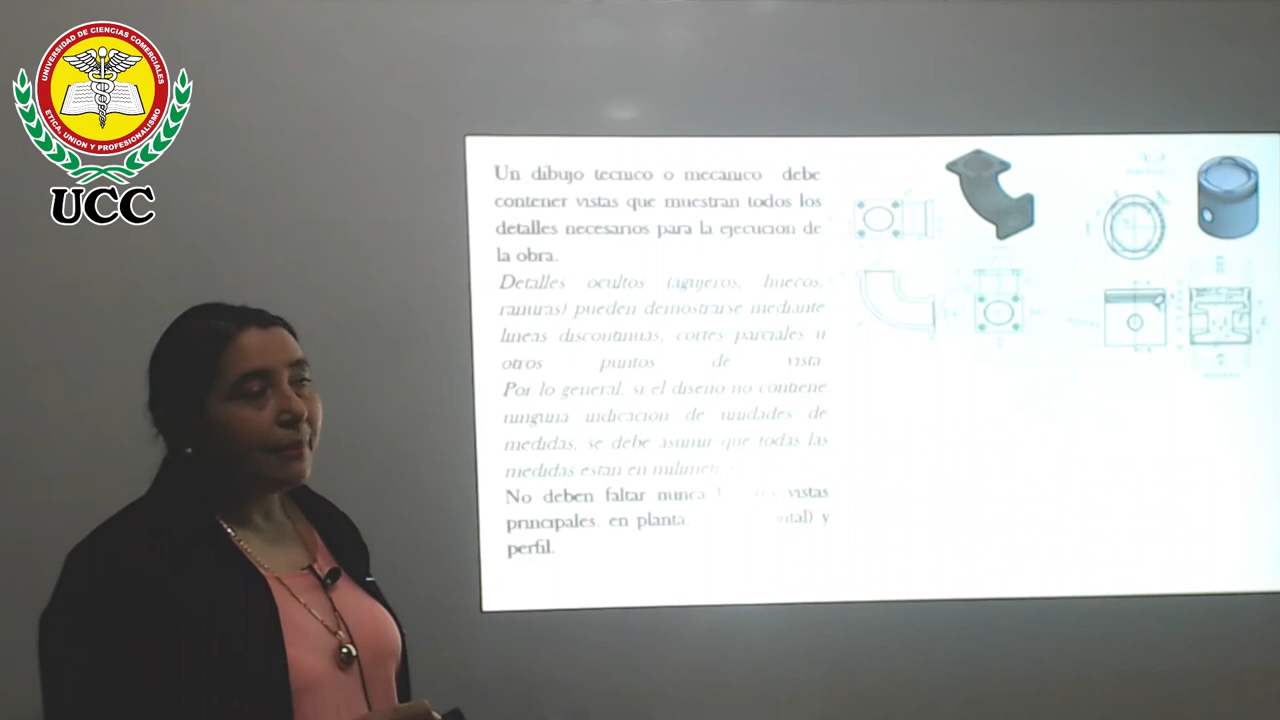 UNIVERSIDAD DE CIENCIAS COMERCIALES
ETICA, UNION Y PROFESIONALISMO
UCC
Un dibujo tecnico o mecanico debe
contener vistas que muestran todos los
detalles necesarios para la ejecucion de
la obra.
Detalles ocultos (agujeros, huecos,
ranuras) pueden demostrarse mediante
lineas discontinuas, cortes parciales u
otros puntos de vista
Por lo general, si el diseño no contiene
ninguna indicacion de unidades de
medidas, se debe asumir que todas las
medidas estan en
No deben faltar nunca vistas
principales, en planta, y
perfil.